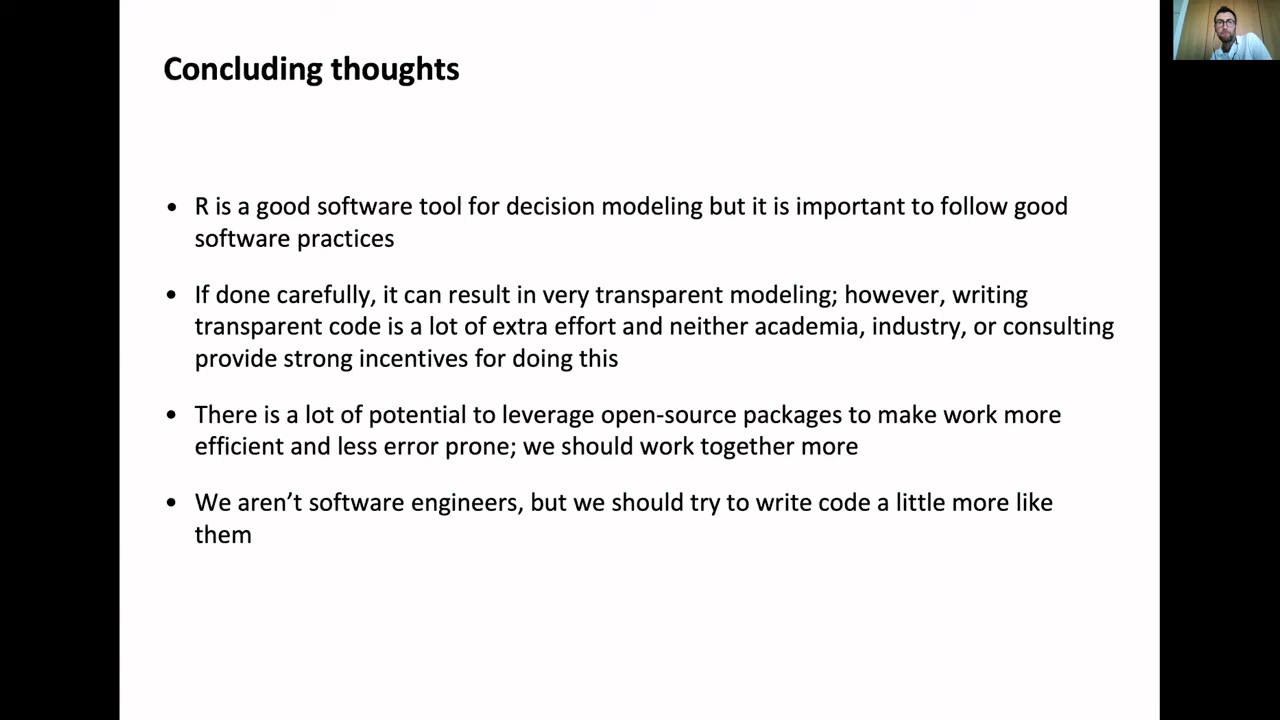 Concluding thoughts
• R is a good software tool for decision modeling but it is important to follow good
software practices
• If done carefully, it can result in very transparent modeling; however, writing
transparent code is a lot of extra effort and neither academia, industry, or consulting
provide strong incentives for doing this
• There is a lot of potential to leverage open-source packages to make work more
efficient and less error prone; we should work together more
• We aren’t software engineers, but we should try to write code a little more like
them